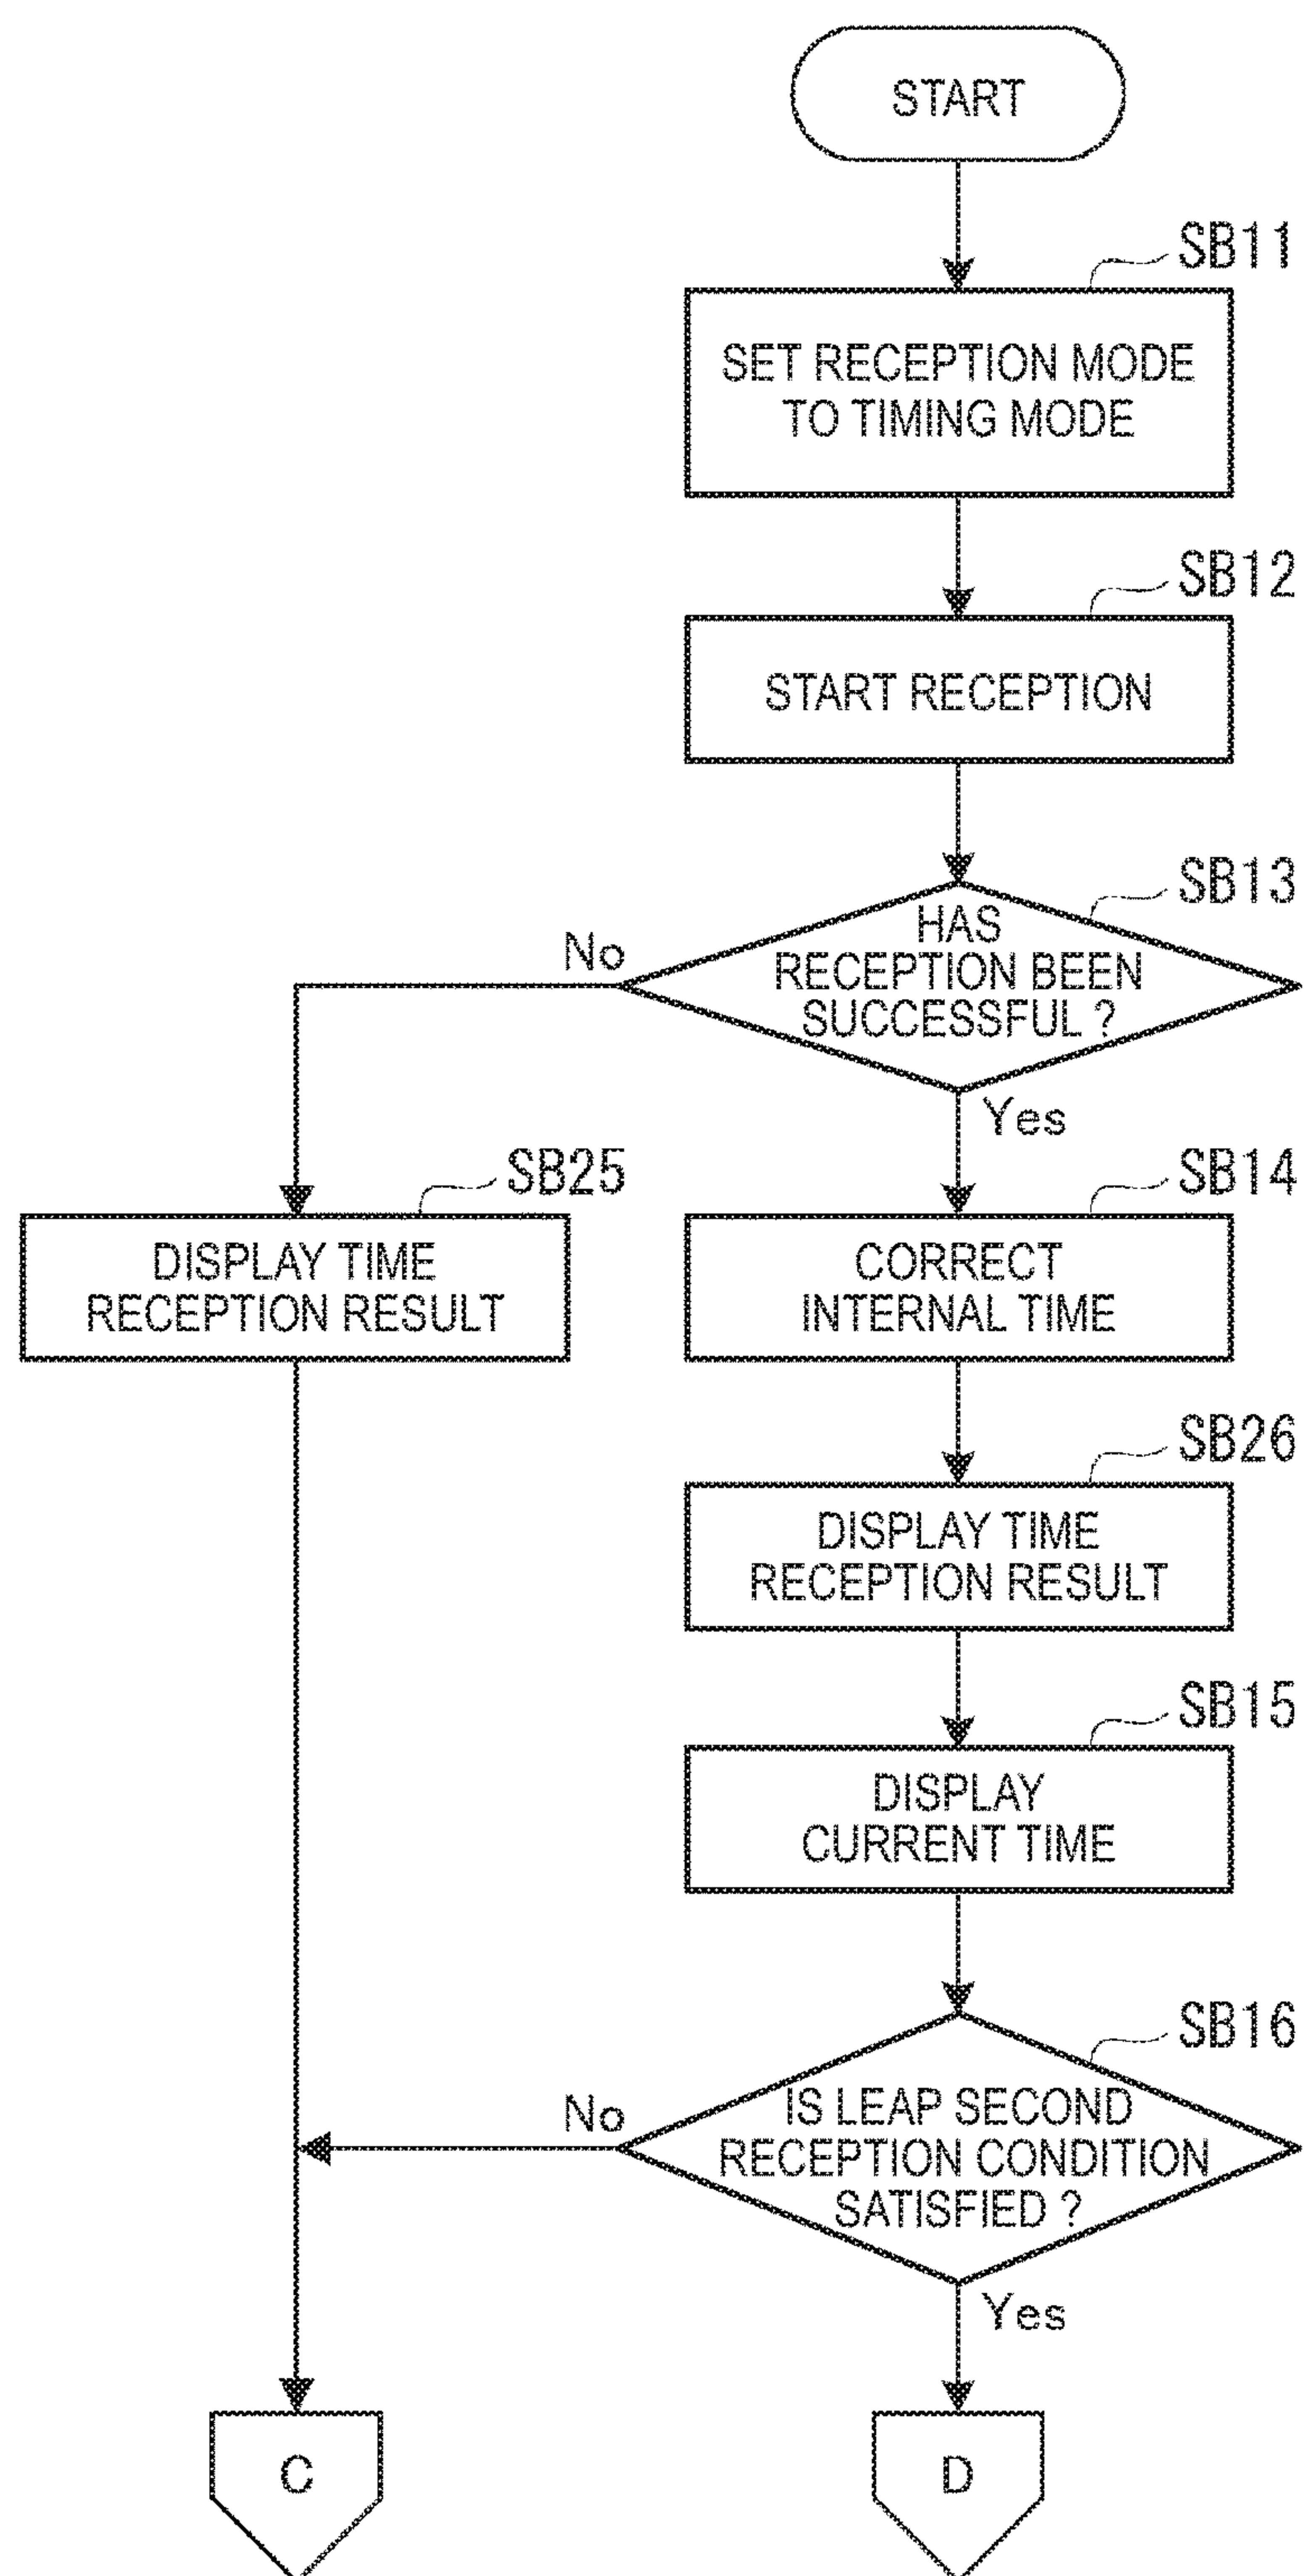 START
SB11
SET RECEPTION MODE
TO TIMING MODE
SB12
START RECEPTION
SB13
HAS
RECEPTION BEEN
SUCCESSFUL ?
No
Yes
SB25
DISPLAY TIME
RECEPTION RESULT
SB14
CORRECT
INTERNAL TIME
SB26
DISPLAY TIME
RECEPTION RESULT
SB15
DISPLAY
CURRENT TIME
SB16
IS LEAP SECOND
RECEPTION CONDITION
SATISFIED ?
No
Yes
C
D